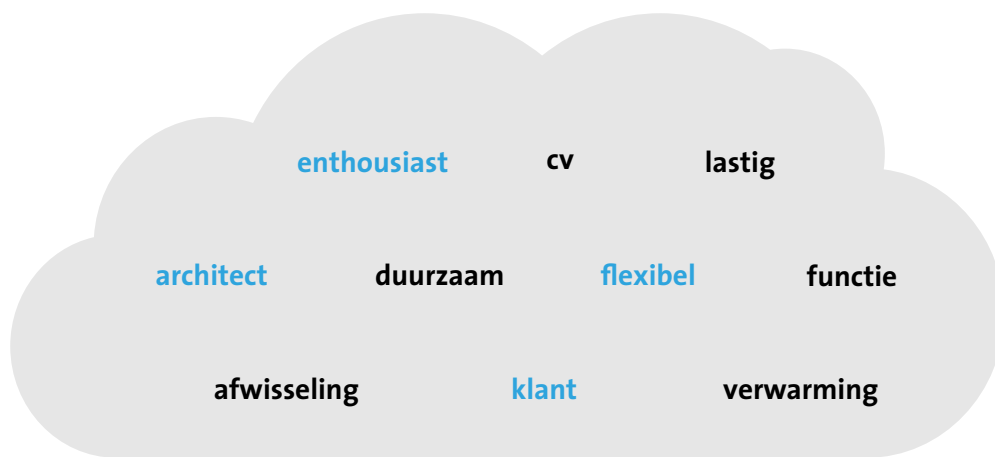 enthousiast cv lastig
architect duurzaam flexibel functie
afwisseling klant verwarming